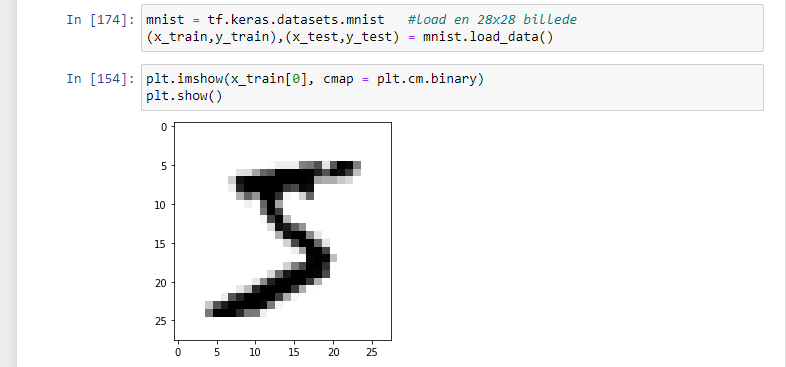 In [174]: mnist = tf.keras.datasets.mnist   #load en 28x28 billede
(x_train,y_train),(x_test,y_test) = mnist.load_data()
In [154]: plt.imshow(x_train[0], cmap = plt.cm.binary)
plt.show()
0
5
10
15
20
25
0 5 10 15 20 25